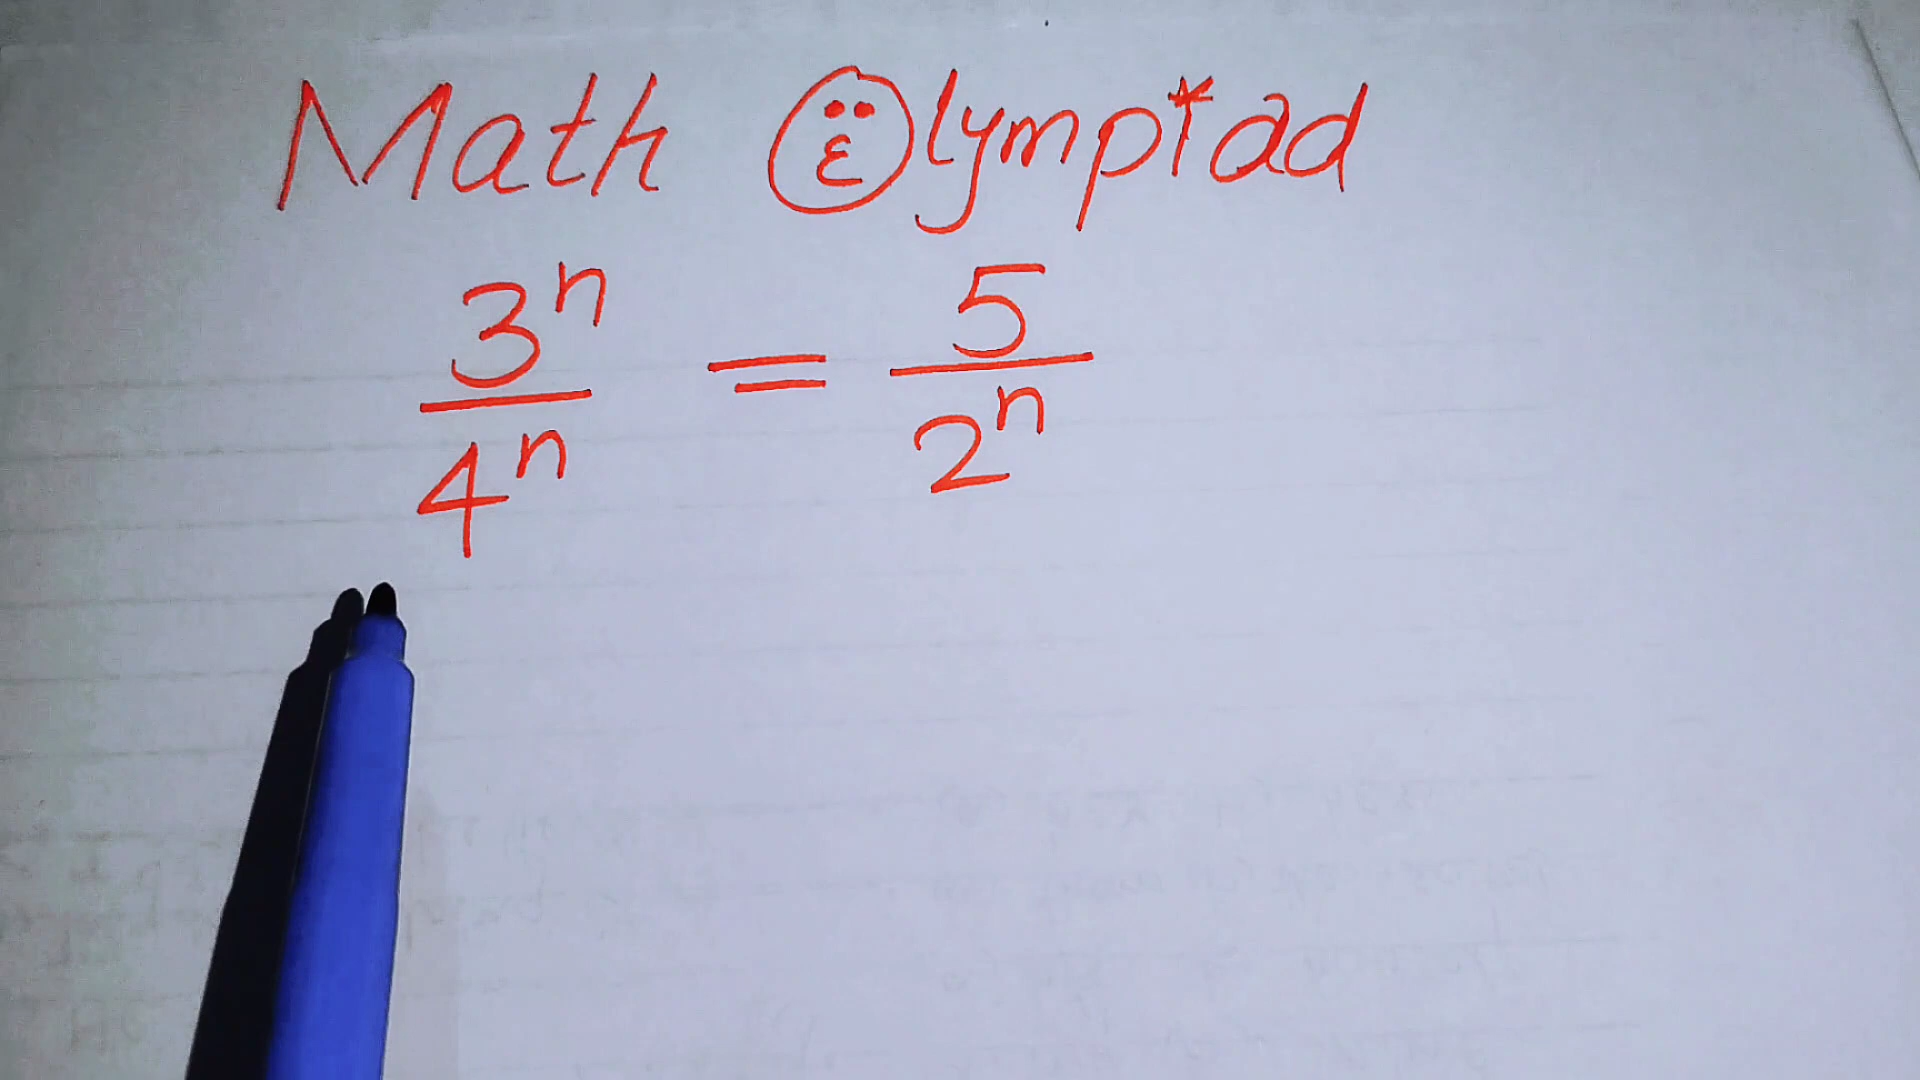 Math Olympiad
3^n / 4^n = 5 / 2^n